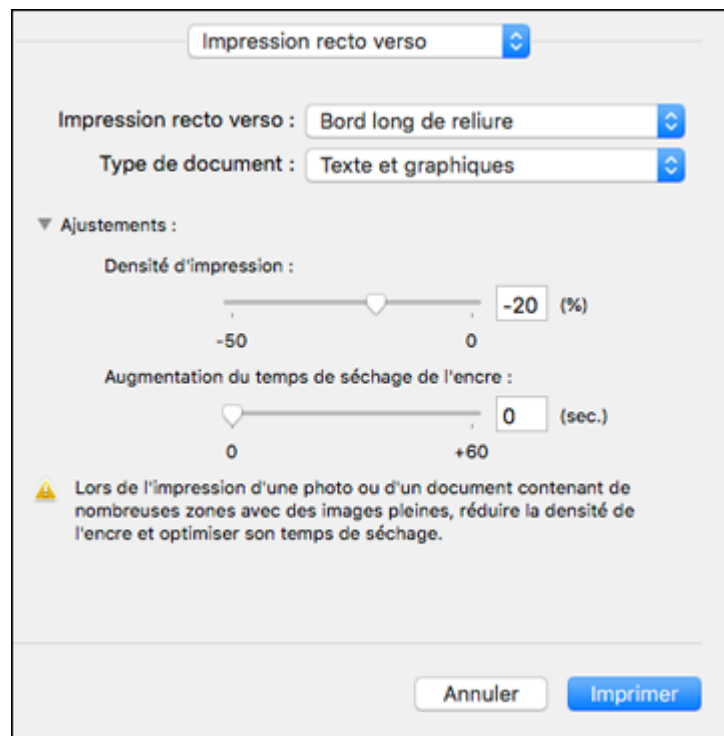 Impression recto verso
Impression recto verso : Bord long de reliure
Type de document : Texte et graphiques
Ajustements :
Densité d'impression :
-20 (%)
-50 0
Augmentation du temps de séchage de l'encre :
0 (sec.)
0 +60
Lors de l'impression d'une photo ou d'un document contenant de
nombreuses zones avec des images pleines, réduire la densité de
l'encre et optimiser son temps de séchage.
Annuler Imprimer